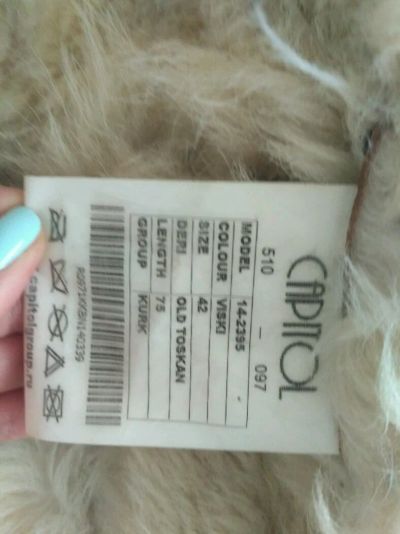 CAPITOL
510 - 097
MODEL 14-2395 -
COLOUR VISKI
SIZE 42
DERI OLD TOSKAN
LENGTH 75
GROUP KURK
capitolgroup.ru